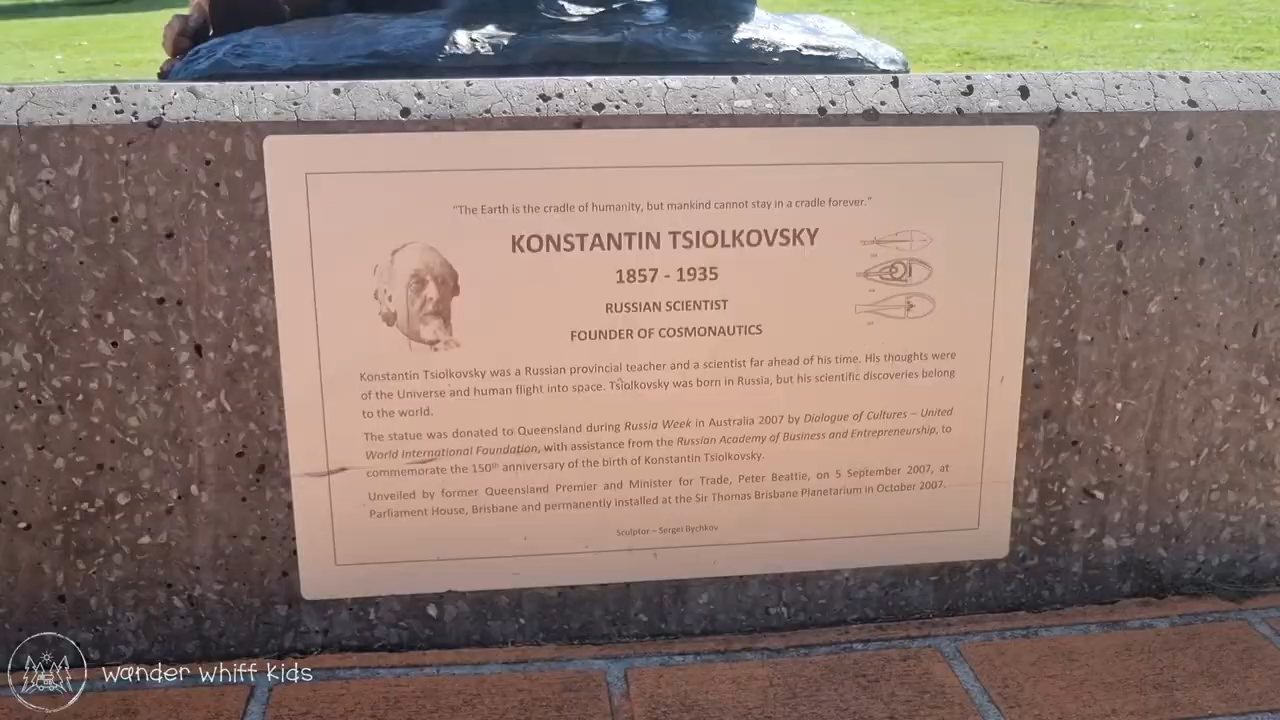 "The Earth is the cradle of humanity, but mankind cannot stay in a cradle forever."
KONSTANTIN TSIOLKOVSKY
1857 - 1935
RUSSIAN SCIENTIST
FOUNDER OF COSMONAUTICS
Konstantin Tsiolkovsky was a Russian provincial teacher and a scientist far ahead of his time. His thoughts were
of the Universe and human flight into space. Tsiolkovsky was born in Russia, but his scientific discoveries belong
to the world.
The statue was donated to Queensland during Russia Week in Australia 2007 by Dialogue of Cultures – United
World International Foundation, with assistance from the Russian Academy of Business and Entrepreneurship, to
commemorate the 150th anniversary of the birth of Konstantin Tsiolkovsky.
Unveiled by former Queensland Premier and Minister for Trade, Peter Beattie, on 5 September 2007, at
Parliament House, Brisbane and permanently installed at the Sir Thomas Brisbane Planetarium in October 2007.
Sculptor – Sergei Bychkov
wander whiff kids